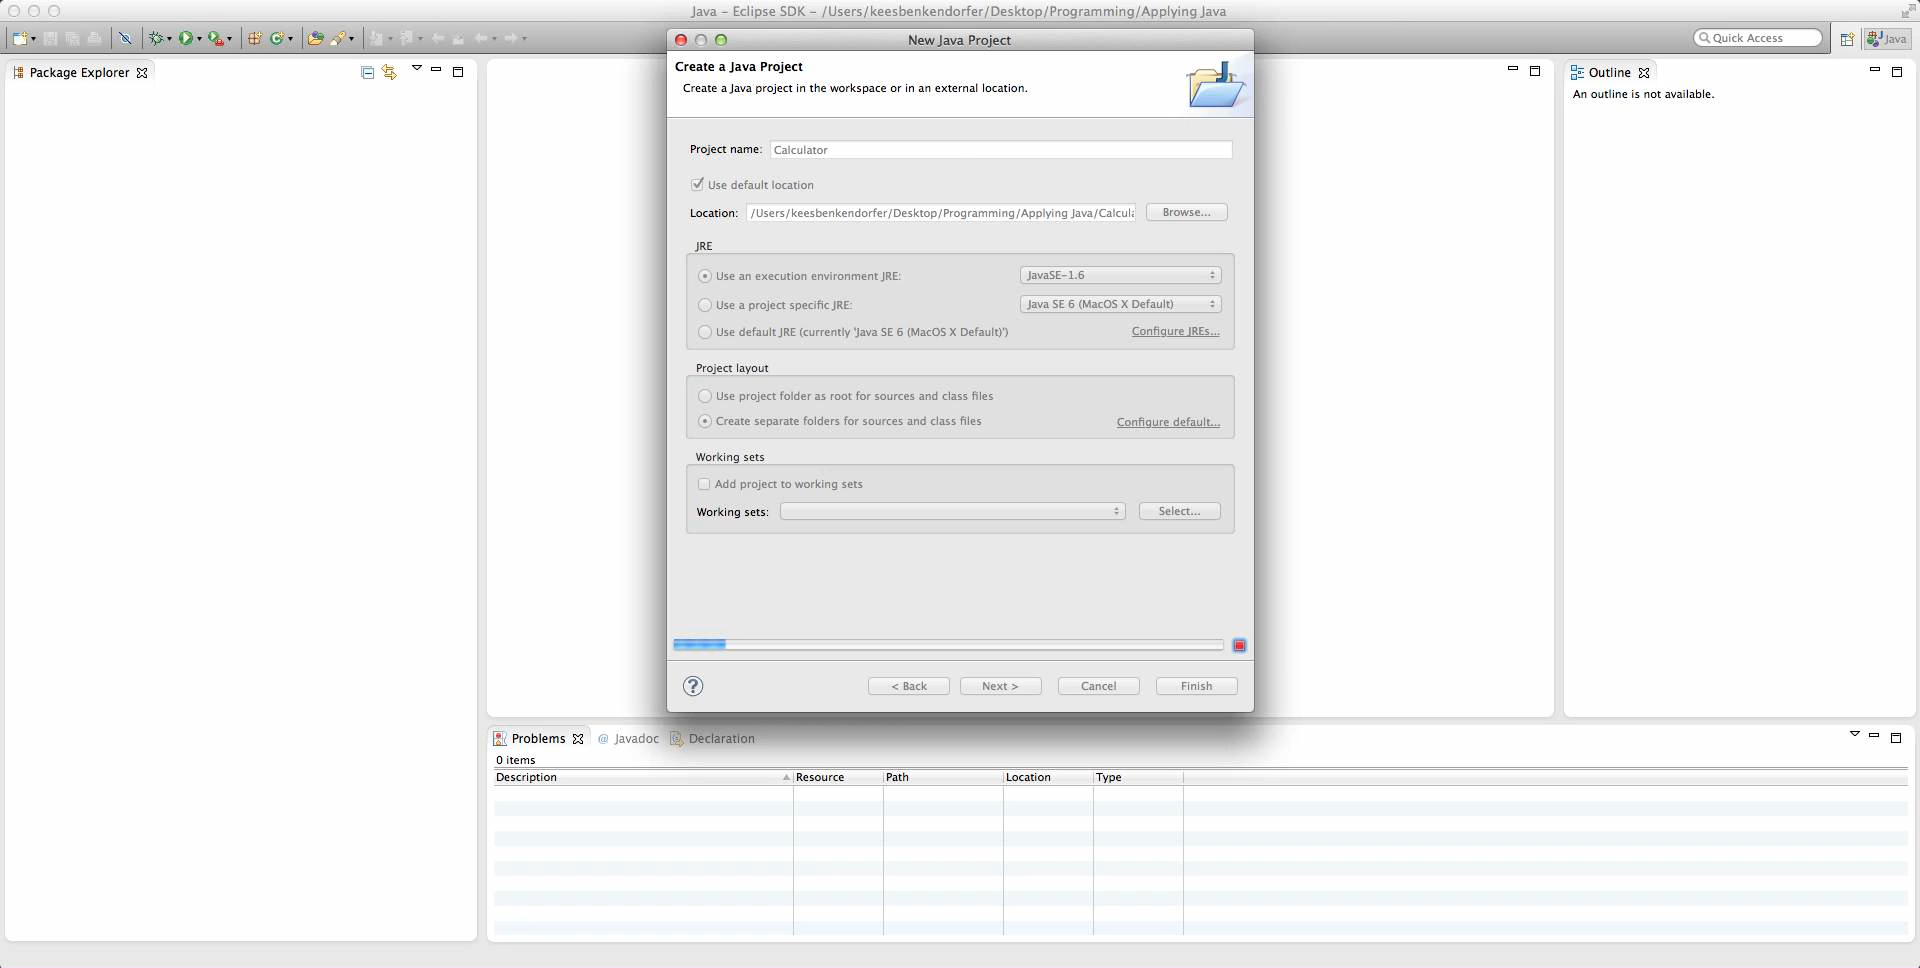 Java – Eclipse SDK – /Users/keesbenkendorfer/Desktop/Programming/Applying Java
Quick Access
Java
Package Explorer
New Java Project
Create a Java Project
Create a Java project in the workspace or in an external location.
Project name: Calculator
Use default location
Location: /Users/keesbenkendorfer/Desktop/Programming/Applying Java/Calcula Browse...
JRE
Use an execution environment JRE: JavaSE-1.6
Use a project specific JRE: Java SE 6 (MacOS X Default)
Use default JRE (currently 'Java SE 6 (MacOS X Default)') Configure JREs...
Project layout
Use project folder as root for sources and class files
Create separate folders for sources and class files Configure default...
Working sets
Add project to working sets
Working sets: Select...
? < Back Next > Cancel Finish
Outline
An outline is not available.
Problems @ Javadoc Declaration
0 items
Description Resource Path Location Type